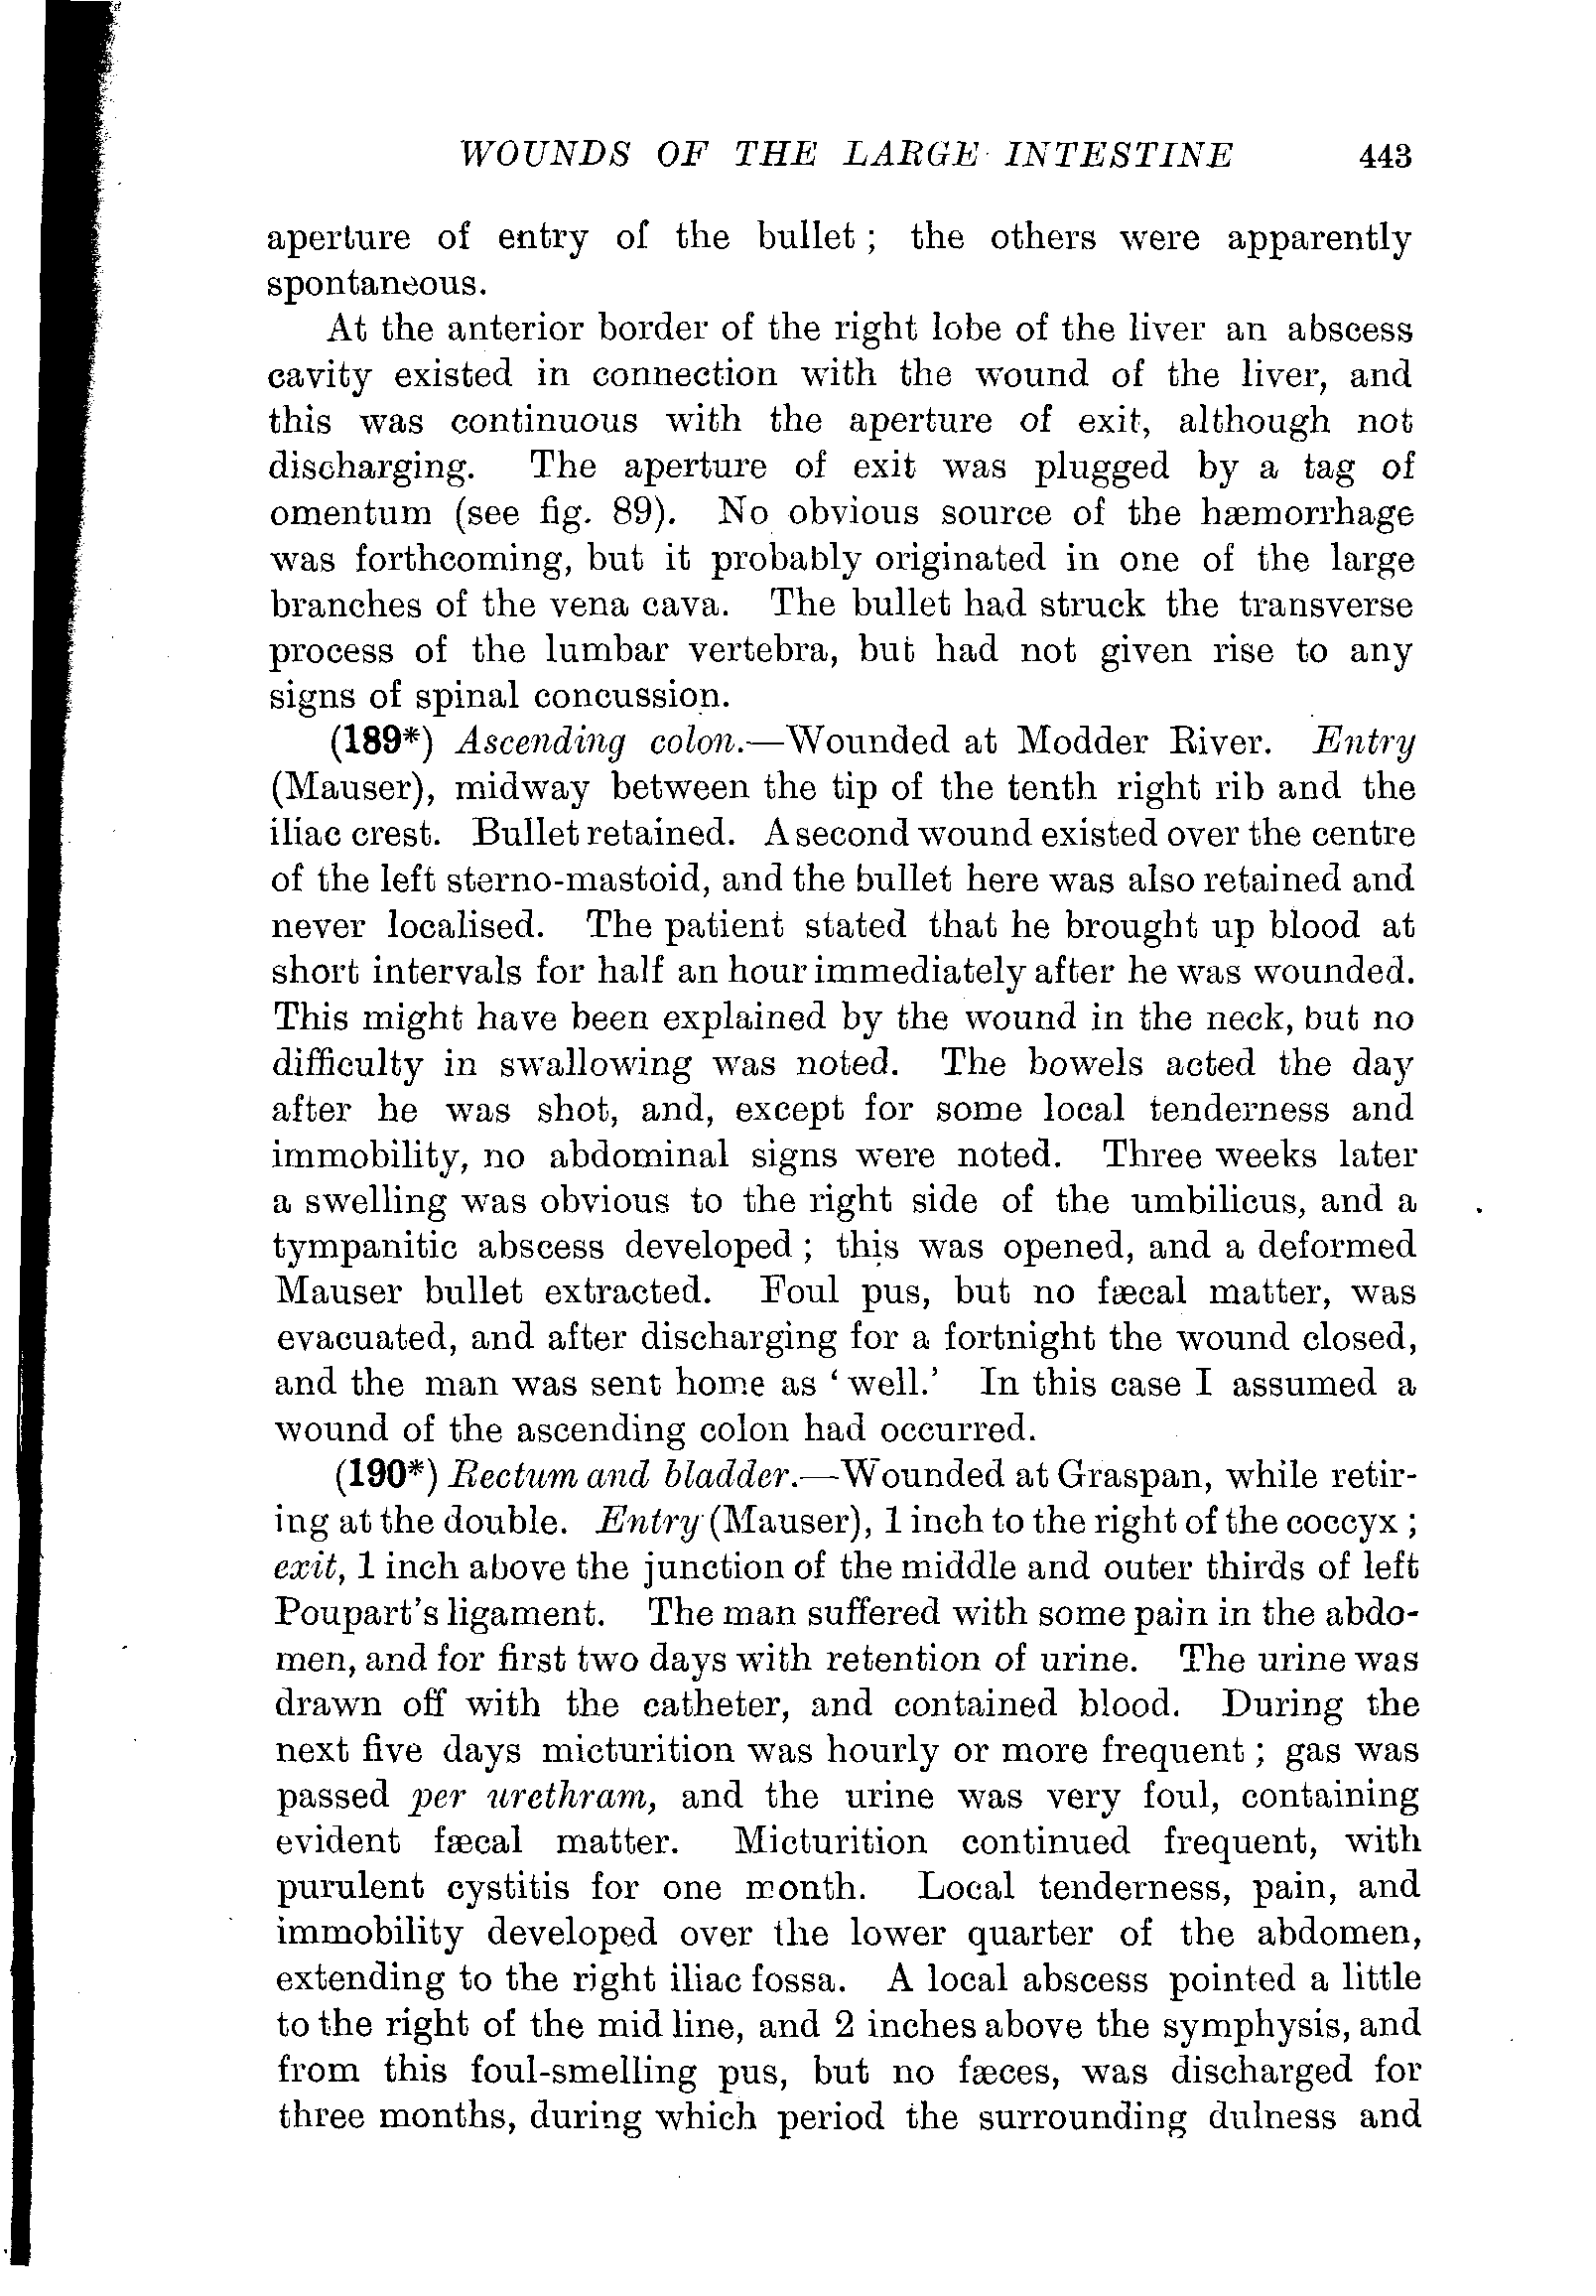 WOUNDS OF THE LARGE INTESTINE 443
aperture of entry of the bullet ; the others were apparently
spontaneous.
At the anterior border of the right lobe of the liver an abscess
cavity existed in connection with the wound of the liver, and
this was continuous with the aperture of exit, although not
discharging. The aperture of exit was plugged by a tag of
omentum (see fig. 89). No obvious source of the hæmorrhage
was forthcoming, but it probably originated in one of the large
branches of the vena cava. The bullet had struck the transverse
process of the lumbar vertebra, but had not given rise to any
signs of spinal concussion.
(189*) Ascending colon.—Wounded at Modder River. Entry
(Mauser), midway between the tip of the tenth right rib and the
iliac crest. Bullet retained. A second wound existed over the centre
of the left sterno-mastoid, and the bullet here was also retained and
never localised. The patient stated that he brought up blood at
short intervals for half an hour immediately after he was wounded.
This might have been explained by the wound in the neck, but no
difficulty in swallowing was noted. The bowels acted the day
after he was shot, and, except for some local tenderness and
immobility, no abdominal signs were noted. Three weeks later
a swelling was obvious to the right side of the umbilicus, and a
tympanitic abscess developed ; this was opened, and a deformed
Mauser bullet extracted. Foul pus, but no fæcal matter, was
evacuated, and after discharging for a fortnight the wound closed,
and the man was sent home as ‘ well.’ In this case I assumed a
wound of the ascending colon had occurred.
(190*) Rectum and bladder.—Wounded at Graspan, while retir-
ing at the double. Entry (Mauser), 1 inch to the right of the coccyx ;
exit, 1 inch above the junction of the middle and outer thirds of left
Poupart's ligament. The man suffered with some pain in the abdo-
men, and for first two days with retention of urine. The urine was
drawn off with the catheter, and contained blood. During the
next five days micturition was hourly or more frequent ; gas was
passed per urethram, and the urine was very foul, containing
evident fæcal matter. Micturition continued frequent, with
purulent cystitis for one month. Local tenderness, pain, and
immobility developed over the lower quarter of the abdomen,
extending to the right iliac fossa. A local abscess pointed a little
to the right of the mid line, and 2 inches above the symphysis, and
from this foul-smelling pus, but no fæces, was discharged for
three months, during which period the surrounding dulness and